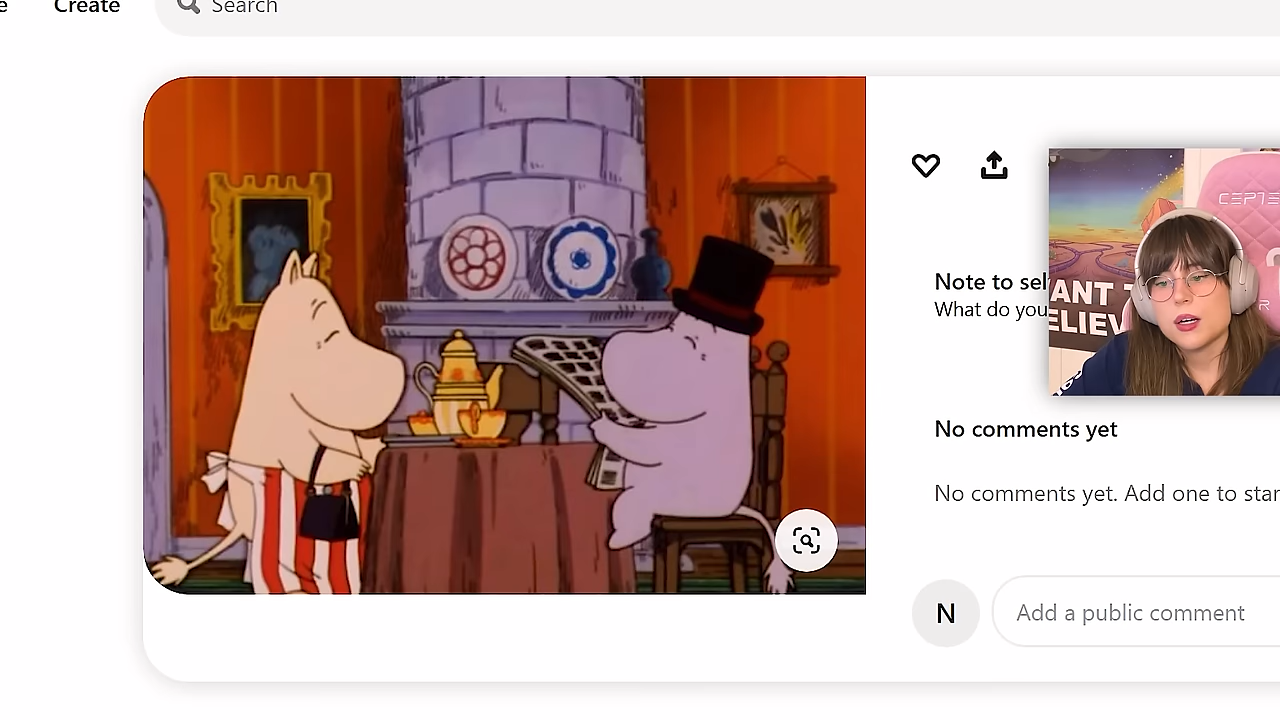 e
Create
Search
Note to sel
What do you
ANT T
ELIEV
No comments yet
No comments yet. Add one to star
N
Add a public comment